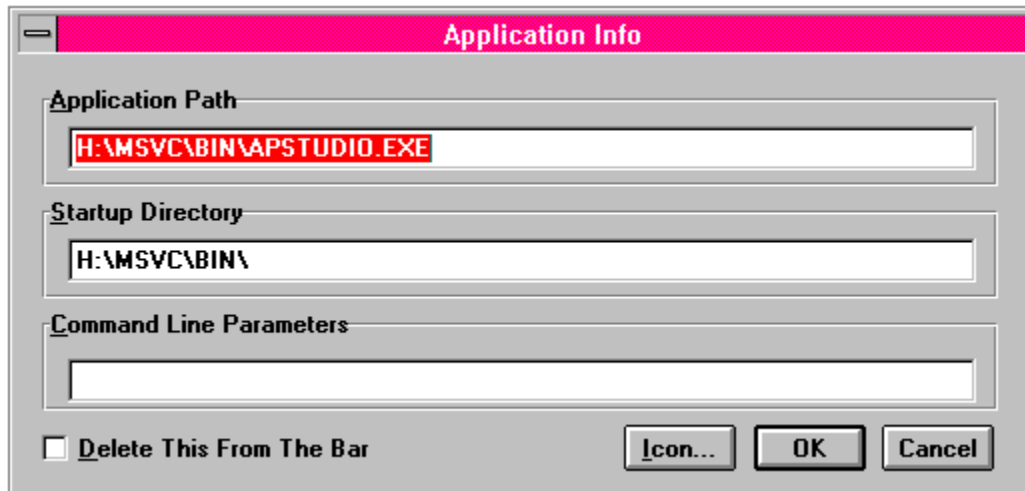 Application Info
Application Path
H:\MSVC\BIN\APSTUDIO.EXE
Startup Directory
H:\MSVC\BIN\
Command Line Parameters
Delete This From The Bar Icon... OK Cancel